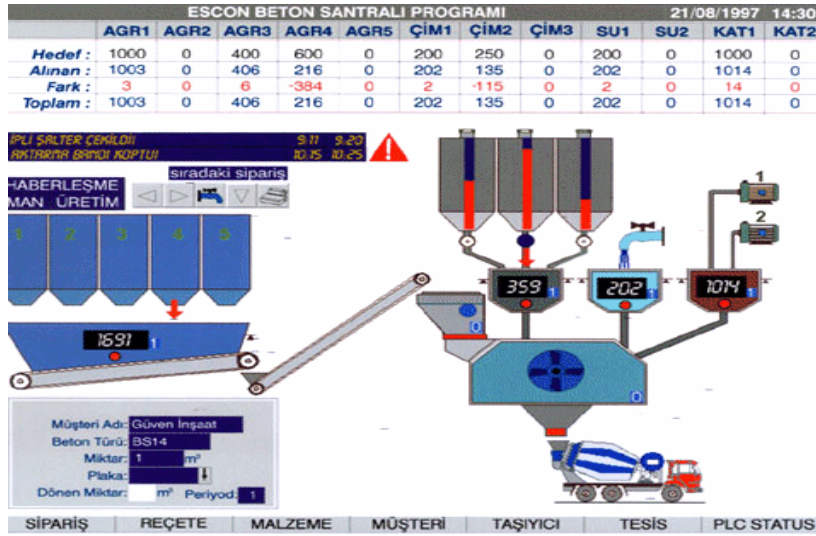 ESCON BETON SANTRALI PROGRAMI 21/08/1997 14:30
AGR1 AGR2 AGR3 AGR4 AGR5 ÇİM1 ÇİM2 ÇİM3 SU1 SU2 KAT1 KAT2
Hedef : 1000 0 400 600 0 200 250 0 200 0 1000 0
Alınan : 1003 0 406 216 0 202 135 0 202 0 1014 0
Fark : 3 0 6 -384 0 2 -115 0 2 0 14 0
Toplam : 1003 0 406 216 0 202 135 0 202 0 1014 0
İPLİ ŞALTER ÇEKİLDİ! 9:11 9:20
AKTARMA BANDI KOPTU! 10:15 10:25
sıradaki sipariş
HABERLEŞME
MAN ÜRETİM
1 2 3 4 5
1
2
359 1
202 1
1014 1
0
1691 1
0
Müşteri Adı: Güven İnşaat
Beton Türü: BS14
Miktar: 1 m³
Plaka:
Dönen Miktar: m³ Periyod: 1
SİPARİŞ REÇETE MALZEME MÜŞTERİ TAŞIYICI TESİS PLC STATUS